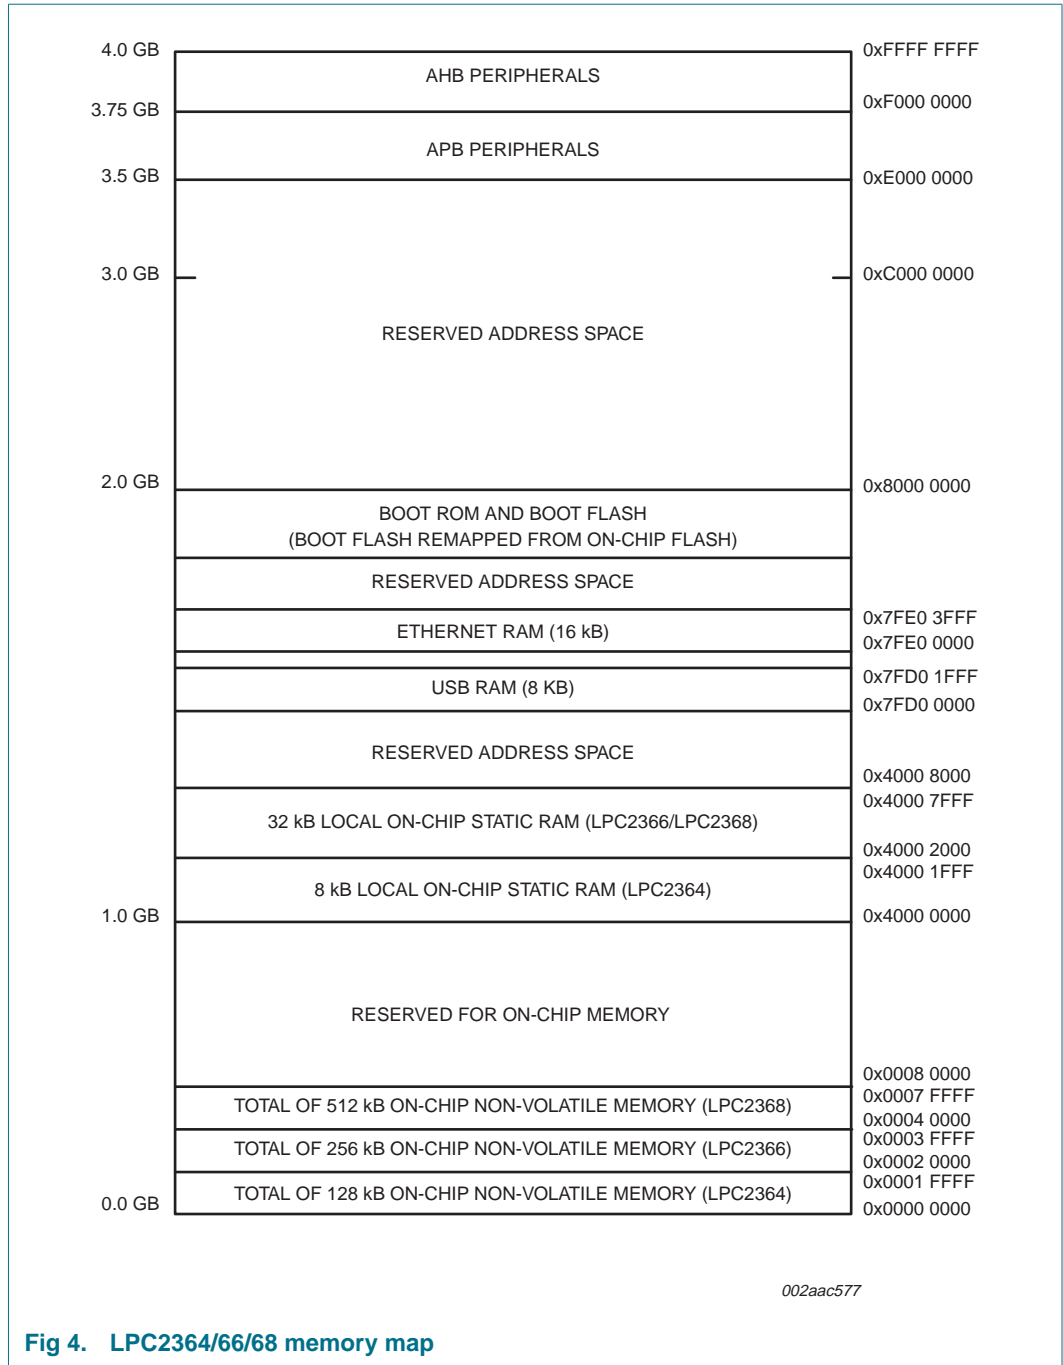 4.0 GB
0xFFFF FFFF
AHB PERIPHERALS
3.75 GB
0xF000 0000
APB PERIPHERALS
3.5 GB
0xE000 0000
3.0 GB
0xC000 0000
RESERVED ADDRESS SPACE
2.0 GB
0x8000 0000
BOOT ROM AND BOOT FLASH
(BOOT FLASH REMAPPED FROM ON-CHIP FLASH)
RESERVED ADDRESS SPACE
0x7FE0 3FFF
ETHERNET RAM (16 kB)
0x7FE0 0000
0x7FD0 1FFF
USB RAM (8 KB)
0x7FD0 0000
RESERVED ADDRESS SPACE
0x4000 8000
0x4000 7FFF
32 kB LOCAL ON-CHIP STATIC RAM (LPC2366/LPC2368)
0x4000 2000
0x4000 1FFF
8 kB LOCAL ON-CHIP STATIC RAM (LPC2364)
1.0 GB
0x4000 0000
RESERVED FOR ON-CHIP MEMORY
0x0008 0000
0x0007 FFFF
TOTAL OF 512 kB ON-CHIP NON-VOLATILE MEMORY (LPC2368)
0x0004 0000
0x0003 FFFF
TOTAL OF 256 kB ON-CHIP NON-VOLATILE MEMORY (LPC2366)
0x0002 0000
0x0001 FFFF
TOTAL OF 128 kB ON-CHIP NON-VOLATILE MEMORY (LPC2364)
0.0 GB
0x0000 0000
002aac577
Fig 4. LPC2364/66/68 memory map